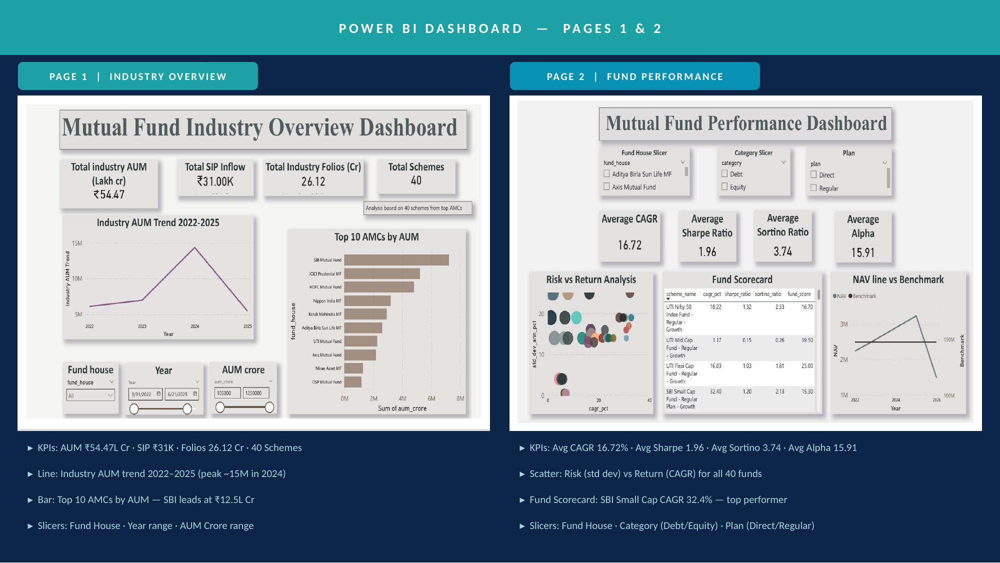 POWER BI DASHBOARD — PAGES 1 & 2
PAGE 1 | INDUSTRY OVERVIEW
Mutual Fund Industry Overview Dashboard
Total industry AUM
(Lakh cr)
₹54.47
Total SIP Inflow
₹31.00K
Total Industry Folios (Cr)
26.12
Total Schemes
40
Analysis based on 40 schemes from top AMCs
Industry AUM Trend 2022-2025
Industry AUM Trend
15M
10M
5M
2022 2023 2024 2025
Year
Top 10 AMCs by AUM
fund_house
SBI Mutual Fund
ICICI Prudential MF
HDFC Mutual Fund
Nippon India MF
Kotak Mahindra MF
Aditya Birla Sun Life MF
UTI Mutual Fund
Axis Mutual Fund
Mirae Asset MF
DSP Mutual Fund
0M 2M 4M 6M 8M
Sum of aum_crore
Fund house
fund_house
All
Year
Year
3/31/2022 6/21/2025
AUM crore
aum_crore
105000 1250000
► KPIs: AUM ₹54.47L Cr · SIP ₹31K · Folios 26.12 Cr · 40 Schemes
► Line: Industry AUM trend 2022–2025 (peak ~15M in 2024)
► Bar: Top 10 AMCs by AUM — SBI leads at ₹12.5L Cr
► Slicers: Fund House · Year range · AUM Crore range
PAGE 2 | FUND PERFORMANCE
Mutual Fund Performance Dashboard
Fund House Slicer
fund_house
Aditya Birla Sun Life MF
Axis Mutual Fund
Category Slicer
category
Debt
Equity
Plan
plan
Direct
Regular
Average CAGR
16.72
Average
Sharpe Ratio
1.96
Average
Sortino Ratio
3.74
Average
Alpha
15.91
Risk vs Return Analysis
std_dev_ann_pct
20
10
0
0 20 40
cagr_pct
Fund Scorecard
scheme_name cagr_pct sharpe_ratio sortino_ratio fund_score
UTI Nifty 50 18.22 1.32 2.33 16.70
Index Fund -
Regular -
Growth
UTI Mid Cap 1.17 0.15 0.26 39.50
Fund - Regular
- Growth
UTI Flexi Cap 16.83 1.03 1.81 25.00
Fund - Regular
- Growth
SBI Small Cap 32.40 1.20 2.13 15.30
Fund - Regular
Plan - Growth
NAV line vs Benchmark
NAV Benchmark
NAV
3M
2M
1M
150M
100M
Benchmark
2022 2024 2026
Year
► KPIs: Avg CAGR 16.72% · Avg Sharpe 1.96 · Avg Sortino 3.74 · Avg Alpha 15.91
► Scatter: Risk (std dev) vs Return (CAGR) for all 40 funds
► Fund Scorecard: SBI Small Cap CAGR 32.4% — top performer
► Slicers: Fund House · Category (Debt/Equity) · Plan (Direct/Regular)